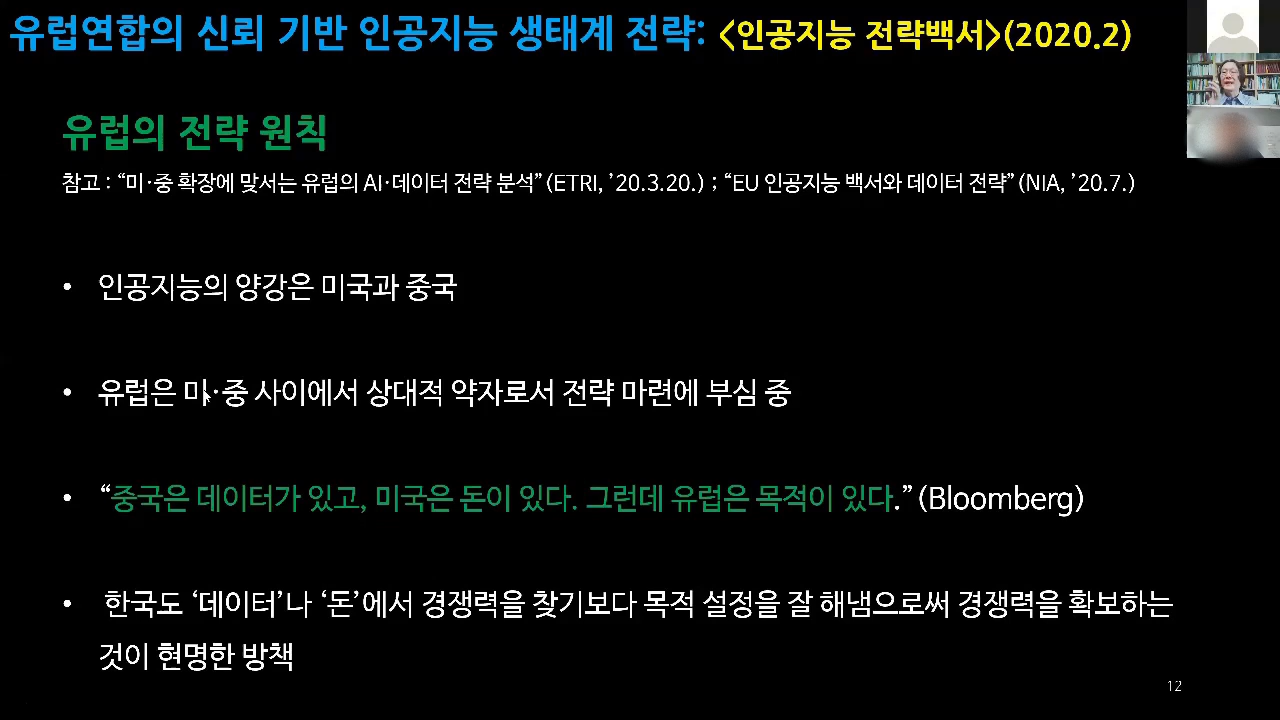 유럽연합의 신뢰 기반 인공지능 생태계 전략: <인공지능 전략백서>(2020.2)
유럽의 전략 원칙
참고 : “미·중 확장에 맞서는 유럽의 AI·데이터 전략 분석” (ETRI, ’20.3.20.) ; “EU 인공지능 백서와 데이터 전략” (NIA, ’20.7.)
• 인공지능의 양강은 미국과 중국
• 유럽은 미·중 사이에서 상대적 약자로서 전략 마련에 부심 중
• “중국은 데이터가 있고, 미국은 돈이 있다. 그런데 유럽은 목적이 있다.” (Bloomberg)
• 한국도 ‘데이터’나 ‘돈’에서 경쟁력을 찾기보다 목적 설정을 잘 해냄으로써 경쟁력을 확보하는
것이 현명한 방책
12